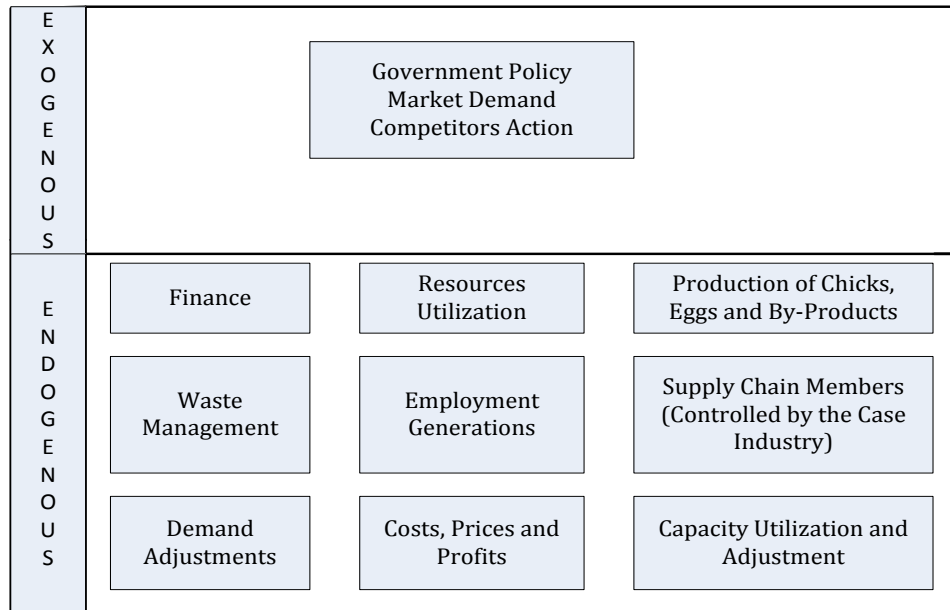 EXOGENOUS
Government Policy
Market Demand
Competitors Action
ENDOGENOUS
Finance
Resources
Utilization
Production of Chicks,
Eggs and By-Products
Waste
Management
Employment
Generations
Supply Chain Members
(Controlled by the Case
Industry)
Demand
Adjustments
Costs, Prices and
Profits
Capacity Utilization and
Adjustment